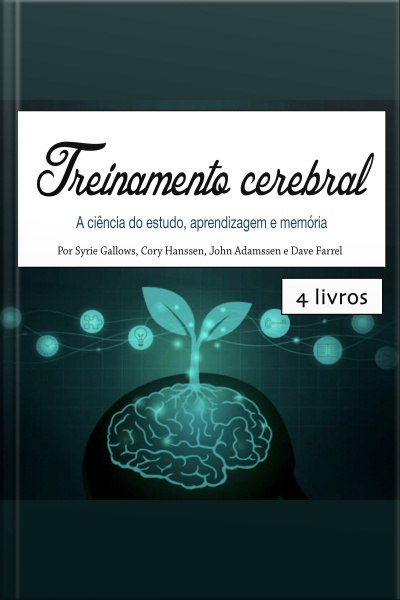 Treinamento cerebral
A ciência do estudo, aprendizagem e memória
Por Syrie Gallows, Cory Hanssen, John Adamssen e Dave Farrel
4 livros